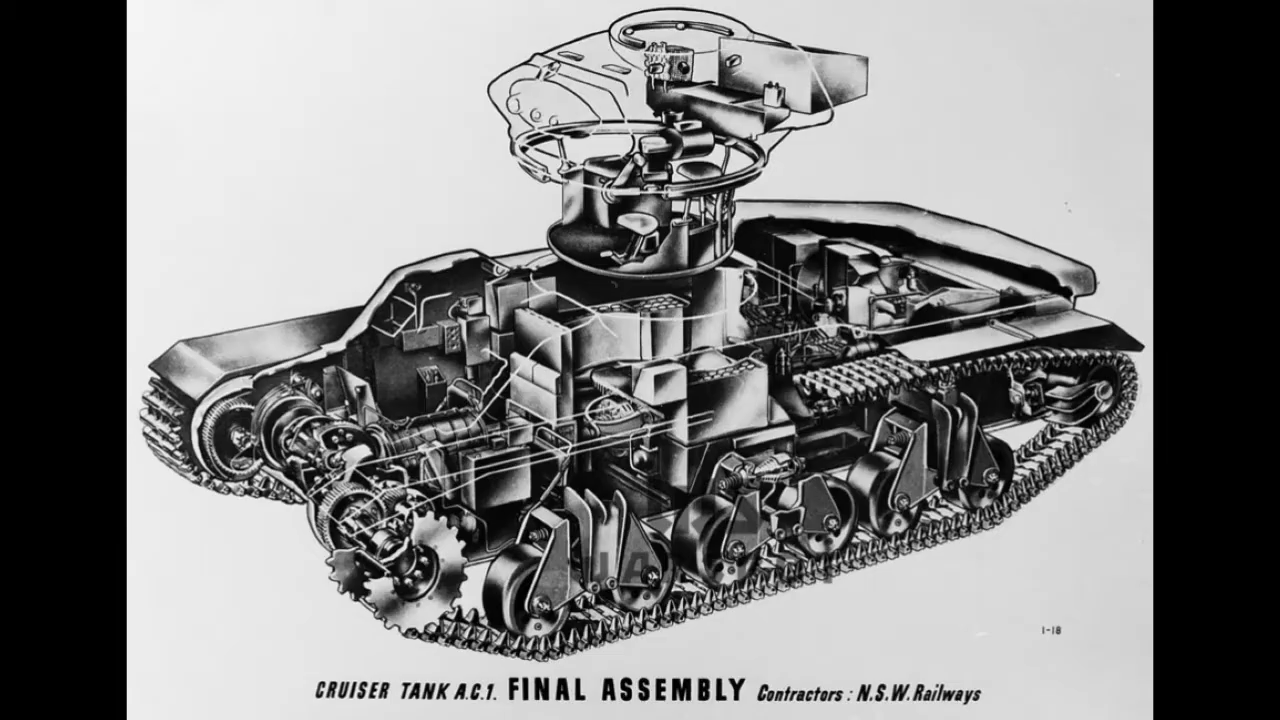 1-18
CRUISER TANK A.C.1. FINAL ASSEMBLY Contractors : N.S.W. Railways